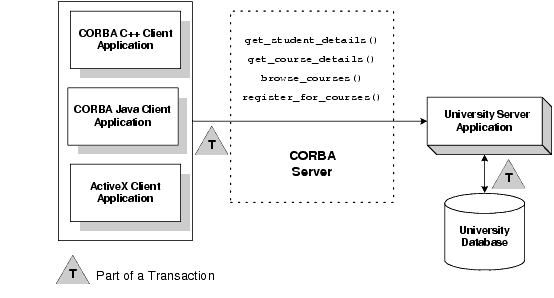 CORBA C++ Client
Application
CORBA Java Client
Application
ActiveX Client
Application
T
get_student_details()
get_course_details()
browse_courses()
register_for_courses()
CORBA
Server
University Server
Application
T
University
Database
T
Part of a Transaction